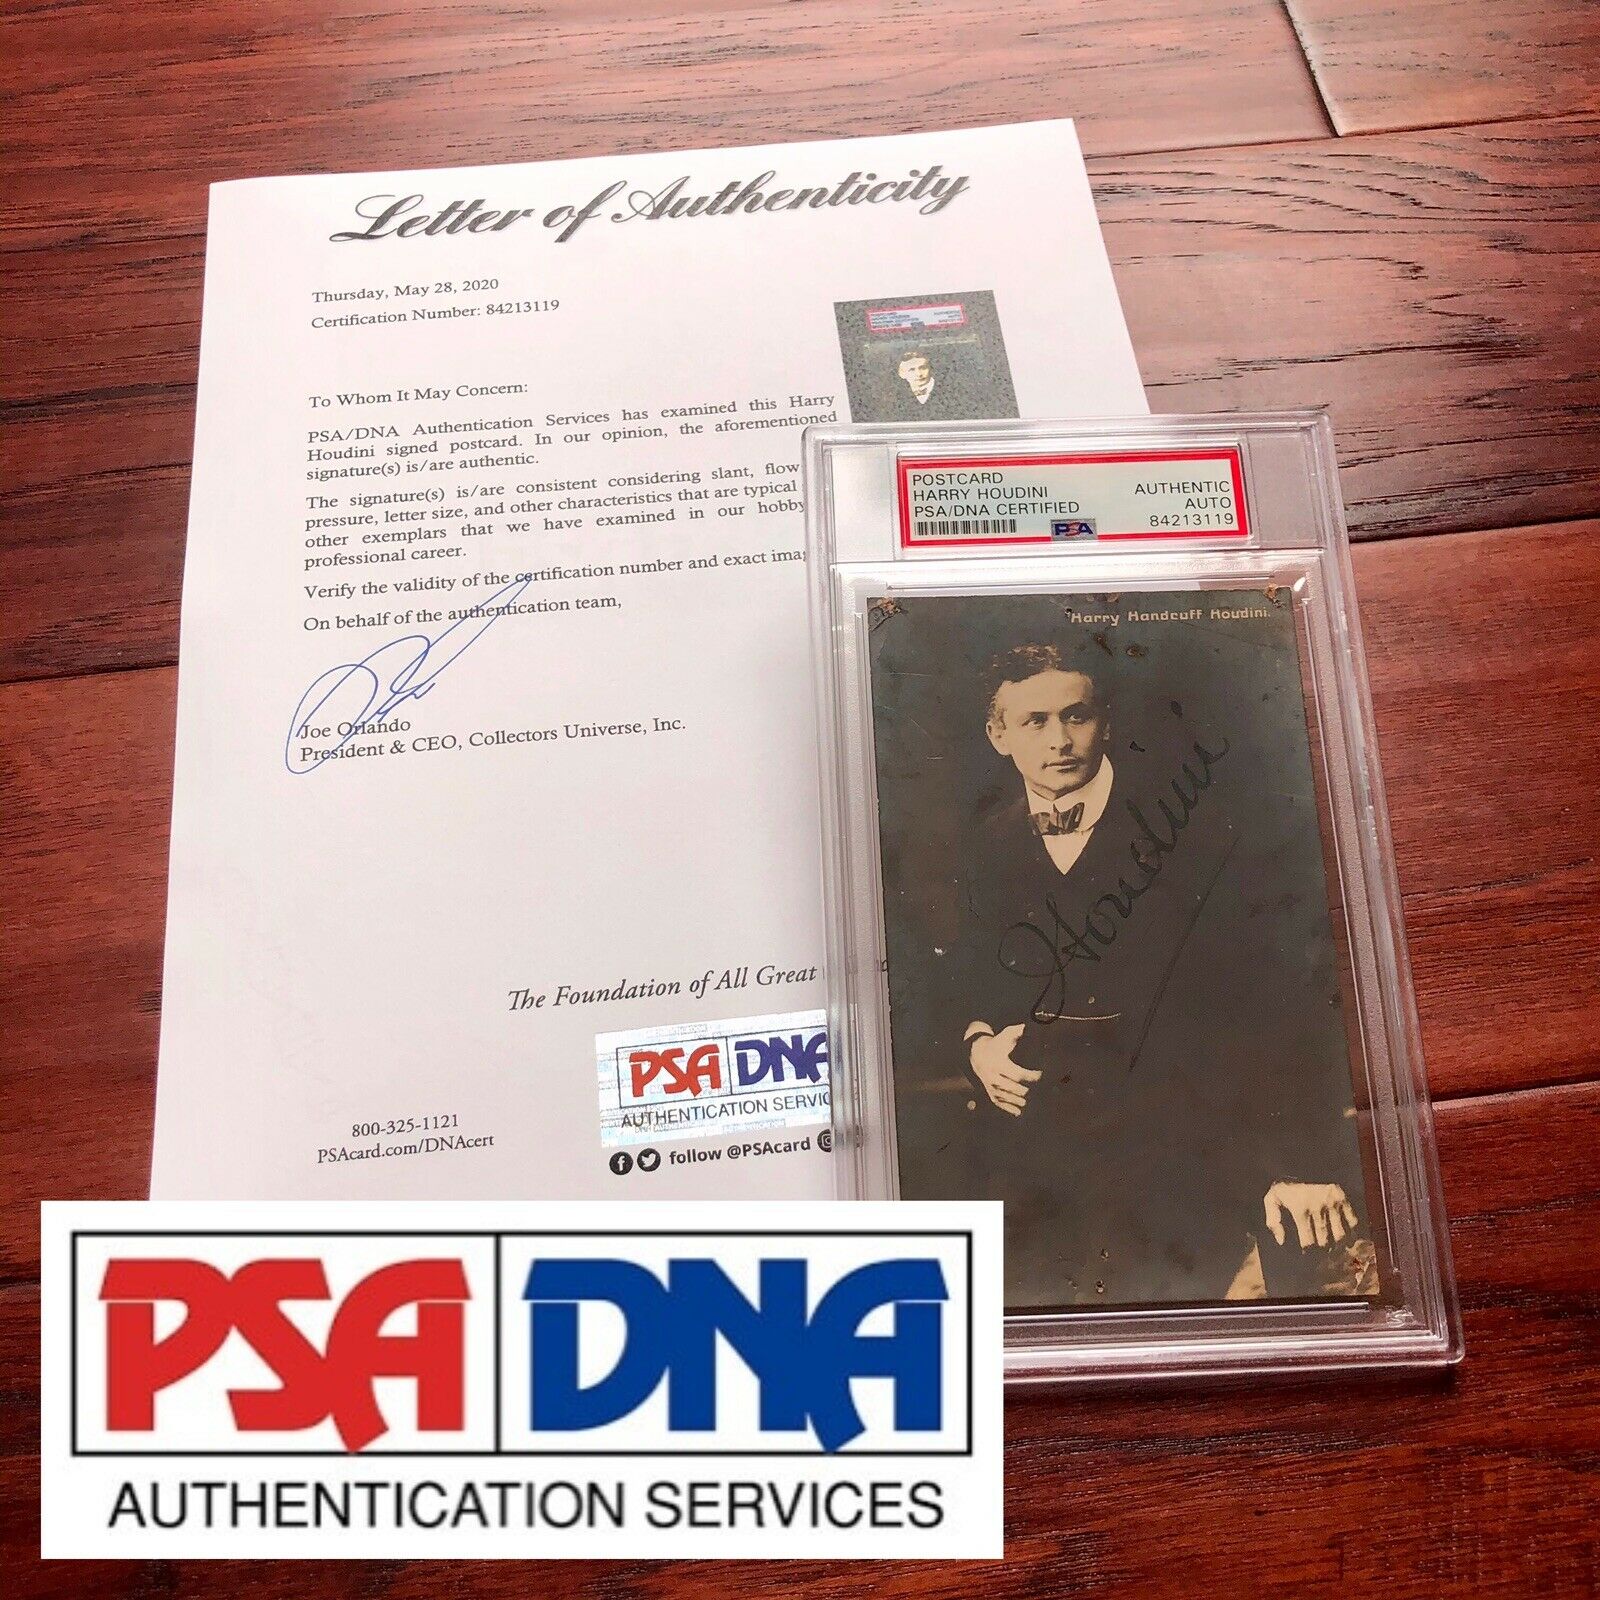 Letter of Authenticity
Thursday, May 28, 2020
Certification Number: 84213119
To Whom It May Concern:
PSA/DNA Authentication Services has examined this Harry
Houdini signed postcard. In our opinion, the aforementioned
signature(s) is/are authentic.
The signature(s) is/are consistent considering slant, flow
pressure, letter size, and other characteristics that are typical
other exemplars that we have examined in our hobby
professional career.
Verify the validity of the certification number and exact
On behalf of the authentication team,
Joe Orlando
President & CEO, Collectors Universe, Inc.
The Foundation of All Great
PSA DNA
AUTHENTICATION SERVIC
800-325-1121
PSAcard.com/DNAcert
follow @PSAcard
POSTCARD
HARRY HOUDINI
PSA/DNA CERTIFIED
PSA
AUTHENTIC
AUTO
84213119
"Harry Handcuff Houdini.
Houdini
PSA DNA
AUTHENTICATION SERVICES